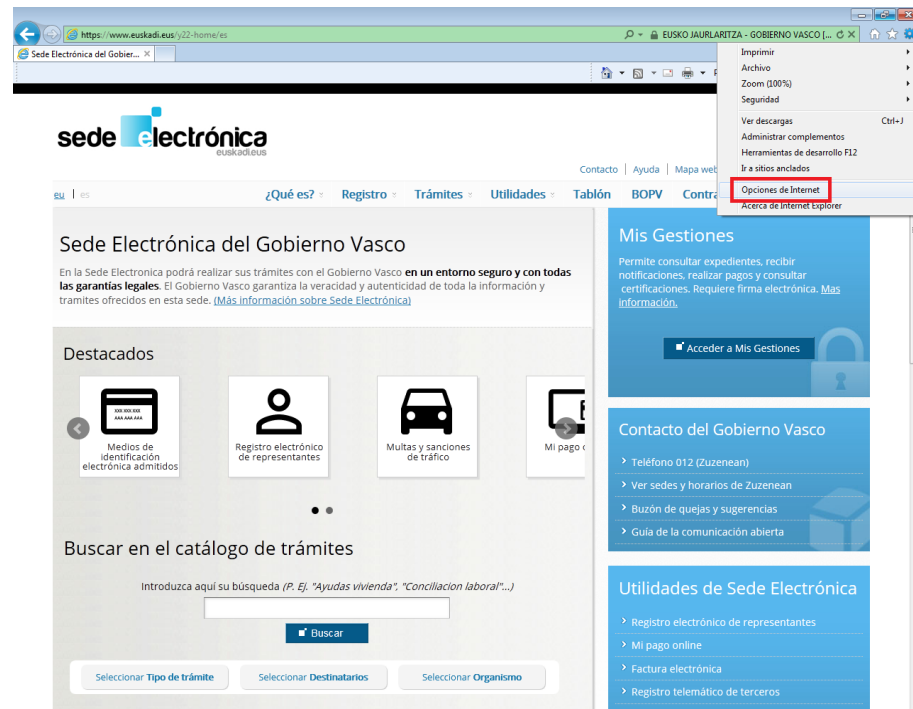 https://www.euskadi.eus/y22-home/es
EUSKO JAURLARITZA - GOBIERNO VASCO [...
Sede Electrónica del Gobier...
Imprimir
Archivo
Zoom (100%)
Seguridad
Ver descargas Ctrl+J
Administrar complementos
Herramientas de desarrollo F12
Ir a sitios anclados
Opciones de Internet
Acerca de Internet Explorer
sede electrónica
euskadi.eus
Contacto | Ayuda | Mapa web
eu | es
¿Qué es? Registro Trámites Utilidades Tablón BOPV Contra
Sede Electrónica del Gobierno Vasco
En la Sede Electronica podrá realizar sus trámites con el Gobierno Vasco en un entorno seguro y con todas
las garantías legales. El Gobierno Vasco garantiza la veracidad y autenticidad de toda la información y
tramites ofrecidos en esta sede. (Más información sobre Sede Electrónica)
Destacados
XXX XXX XXX
AAA AAA AAA
Medios de
identificación
electrónica admitidos
Registro electrónico
de representantes
Multas y sanciones
de tráfico
Mi pago o
Buscar en el catálogo de trámites
Introduzca aquí su búsqueda (P. Ej. "Ayudas vivienda", "Conciliacion laboral"...)
Buscar
Seleccionar Tipo de trámite
Seleccionar Destinatarios
Seleccionar Organismo
Mis Gestiones
Permite consultar expedientes, recibir
notificaciones, realizar pagos y consultar
certificaciones. Requiere firma electrónica. Mas
información.
Acceder a Mis Gestiones
Contacto del Gobierno Vasco
Teléfono 012 (Zuzenean)
Ver sedes y horarios de Zuzenean
Buzón de quejas y sugerencias
Guía de la comunicación abierta
Utilidades de Sede Electrónica
Registro electrónico de representantes
Mi pago online
Factura electrónica
Registro telemático de terceros